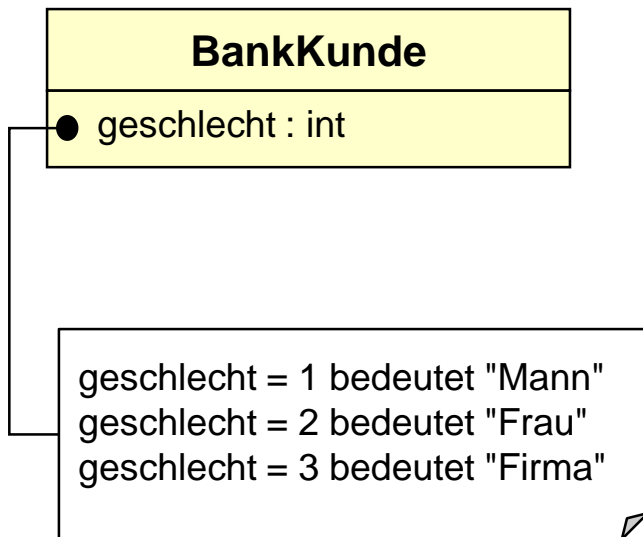 BankKunde
geschlecht : int
geschlecht = 1 bedeutet "Mann"
geschlecht = 2 bedeutet "Frau"
geschlecht = 3 bedeutet "Firma"